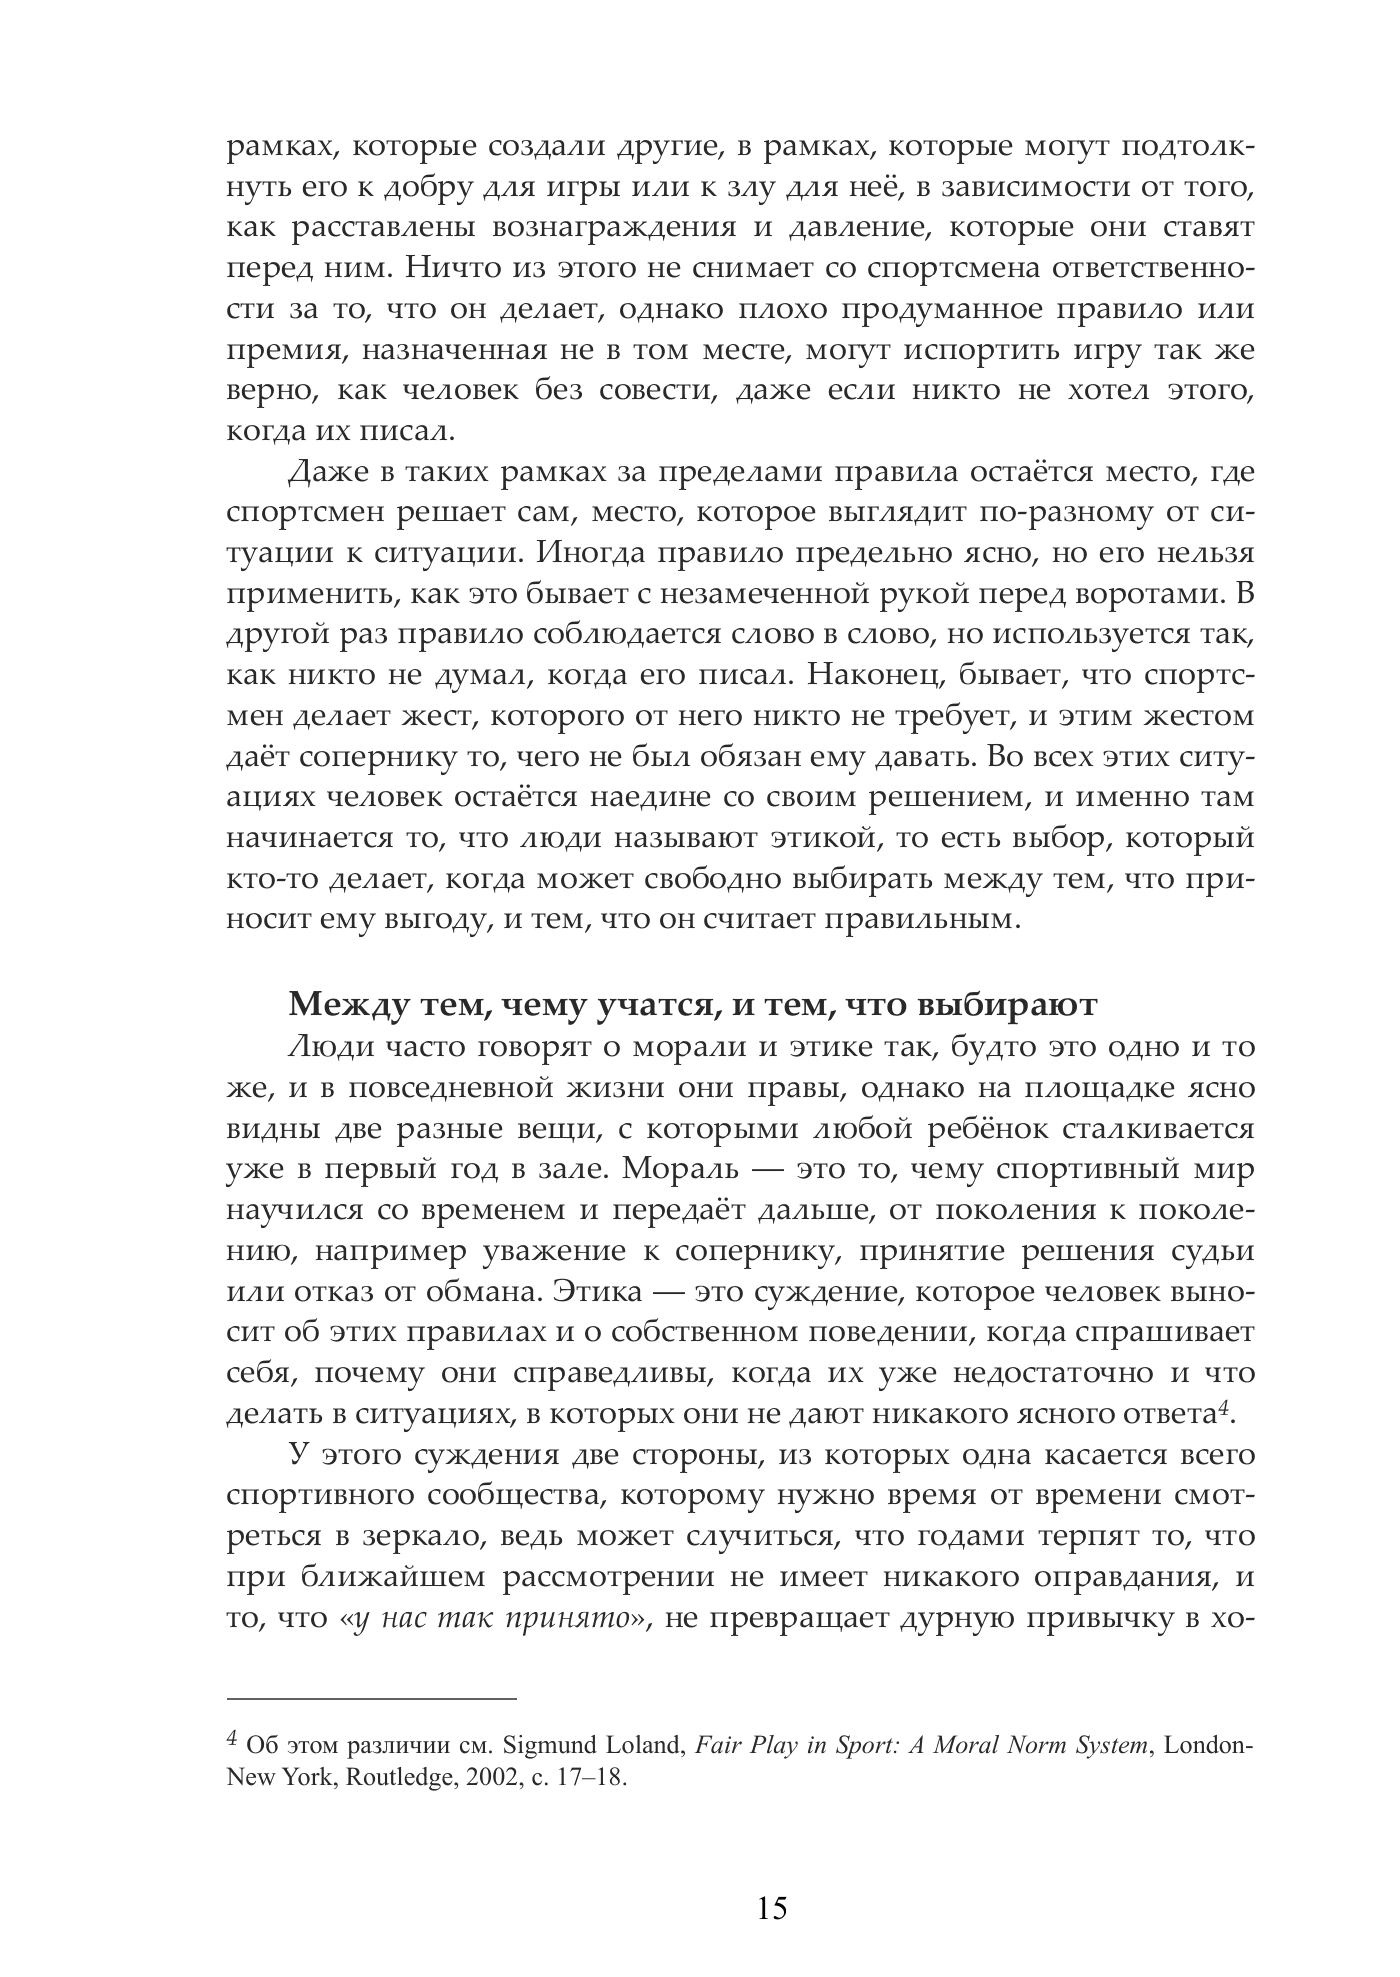 рамках, которые создали другие, в рамках, которые могут подтолк-
нуть его к добру для игры или к злу для неё, в зависимости от того,
как расставлены вознаграждения и давление, которые они ставят
перед ним. Ничто из этого не снимает со спортсмена ответственно-
сти за то, что он делает, однако плохо продуманное правило или
премия, назначенная не в том месте, могут испортить игру так же
верно, как человек без совести, даже если никто не хотел этого,
когда их писал.
Даже в таких рамках за пределами правила остаётся место, где
спортсмен решает сам, место, которое выглядит по-разному от си-
туации к ситуации. Иногда правило предельно ясно, но его нельзя
применить, как это бывает с незамеченной рукой перед воротами. В
другой раз правило соблюдается слово в слово, но используется так,
как никто не думал, когда его писал. Наконец, бывает, что спортс-
мен делает жест, которого от него никто не требует, и этим жестом
даёт сопернику то, чего не был обязан ему давать. Во всех этих ситу-
ациях человек остаётся наедине со своим решением, и именно там
начинается то, что люди называют этикой, то есть выбор, который
кто-то делает, когда может свободно выбирать между тем, что при-
носит ему выгоду, и тем, что он считает правильным.
Между тем, чему учатся, и тем, что выбирают
Люди часто говорят о морали и этике так, будто это одно и то
же, и в повседневной жизни они правы, однако на площадке ясно
видны две разные вещи, с которыми любой ребёнок сталкивается
уже в первый год в зале. Мораль — это то, чему спортивный мир
научился со временем и передаёт дальше, от поколения к поколе-
нию, например уважение к сопернику, принятие решения судьи
или отказ от обмана. Этика — это суждение, которое человек выно-
сит об этих правилах и о собственном поведении, когда спрашивает
себя, почему они справедливы, когда их уже недостаточно и что
делать в ситуациях, в которых они не дают никакого ясного ответа4.
У этого суждения две стороны, из которых одна касается всего
спортивного сообщества, которому нужно время от времени смот-
реться в зеркало, ведь может случиться, что годами терпят то, что
при ближайшем рассмотрении не имеет никакого оправдания, и
то, что «у нас так принято», не превращает дурную привычку в хо-
4 Об этом различии см. Sigmund Loland, Fair Play in Sport: A Moral Norm System, London-
New York, Routledge, 2002, с. 17–18.
15